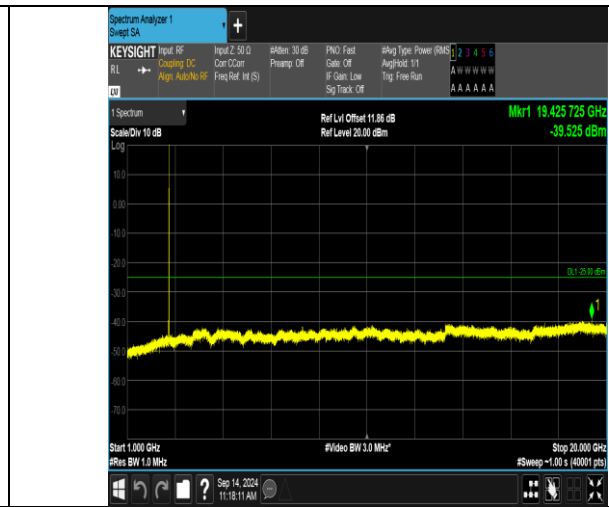 Spectrum Analyzer 1
Swept SA
+
KEYSIGHT
RL
LXI
Input: RF
Coupling: DC
Align: Auto/No RF
Input Z: 50 Ω
Corr CCorr
Freq Ref: Int (S)
#Atten: 30 dB
Preamp: Off
PNO: Fast
Gate: Off
IF Gain: Low
Sig Track: Off
#Avg Type: Power (RMS
Avg|Hold: 1/1
Trig: Free Run
1 2 3 4 5 6
A W W W W W
A A A A A A
1 Spectrum
Scale/Div 10 dB
Log
Ref Lvl Offset 11.86 dB
Ref Level 20.00 dBm
Mkr1 19.425 725 GHz
-39.525 dBm
10.0
0.00
-10.0
-20.0
DL1 -25.00 dBm
-30.0
1
-40.0
-50.0
-60.0
-70.0
Start 1.000 GHz
#Res BW 1.0 MHz
#Video BW 3.0 MHz*
Stop 20.000 GHz
#Sweep ~1.00 s (40001 pts)
?
Sep 14, 2024
11:18:11 AM